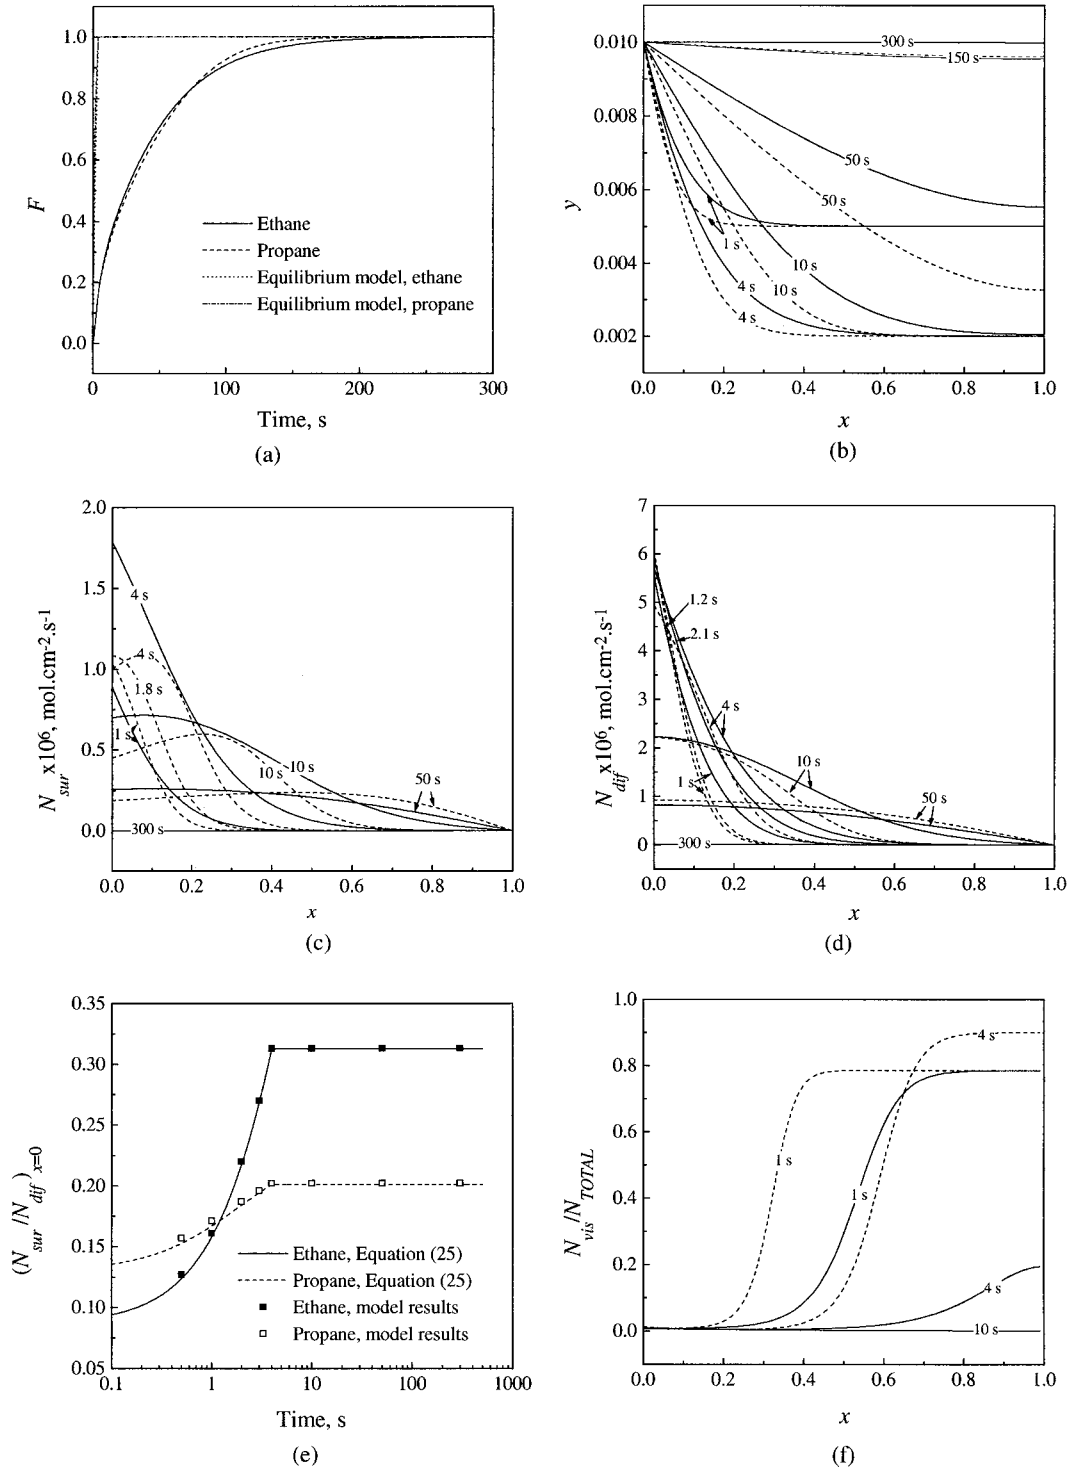 F
1.0
0.8
0.6
0.4
0.2
0.0
Ethane
Propane
Equilibrium model, ethane
Equilibrium model, propane
0 100 200 300
Time, s
(a)
y
0.010
0.008
0.006
0.004
0.002
300 s
150 s
50 s
50 s
1 s
10 s
4 s
10 s
4 s
0.0 0.2 0.4 0.6 0.8 1.0
x
(b)
N_sur x10⁶, mol.cm⁻².s⁻¹
2.0
1.5
1.0
0.5
0.0
4 s
4 s
1.8 s
1 s
10 s
10 s
50 s
300 s
0.0 0.2 0.4 0.6 0.8 1.0
x
(c)
N_dif x10⁶, mol.cm⁻².s⁻¹
7
6
5
4
3
2
1
0
1.2 s
2.1 s
4 s
10 s
1 s
50 s
300 s
0.0 0.2 0.4 0.6 0.8 1.0
x
(d)
(N_sur/N_dif)_x=0
0.35
0.30
0.25
0.20
0.15
0.10
0.05
Ethane, Equation (25)
Propane, Equation (25)
Ethane, model results
Propane, model results
0.1 1 10 100 1000
Time, s
(e)
N_vis/N_TOTAL
1.0
0.8
0.6
0.4
0.2
0.0
4 s
1 s
1 s
4 s
10 s
0.0 0.2 0.4 0.6 0.8 1.0
x
(f)